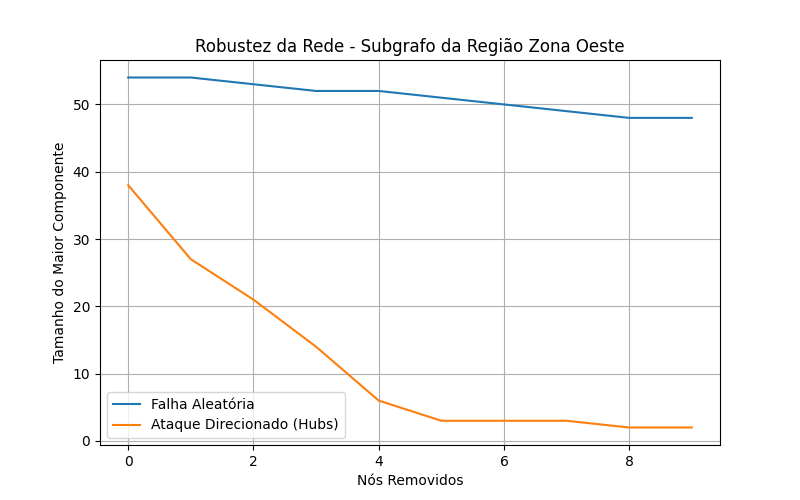 Robustez da Rede - Subgrafo da Região Zona Oeste
Tamanho do Maior Componente
50
40
30
20
10
0
Falha Aleatória
Ataque Direcionado (Hubs)
0 2 4 6 8
Nós Removidos